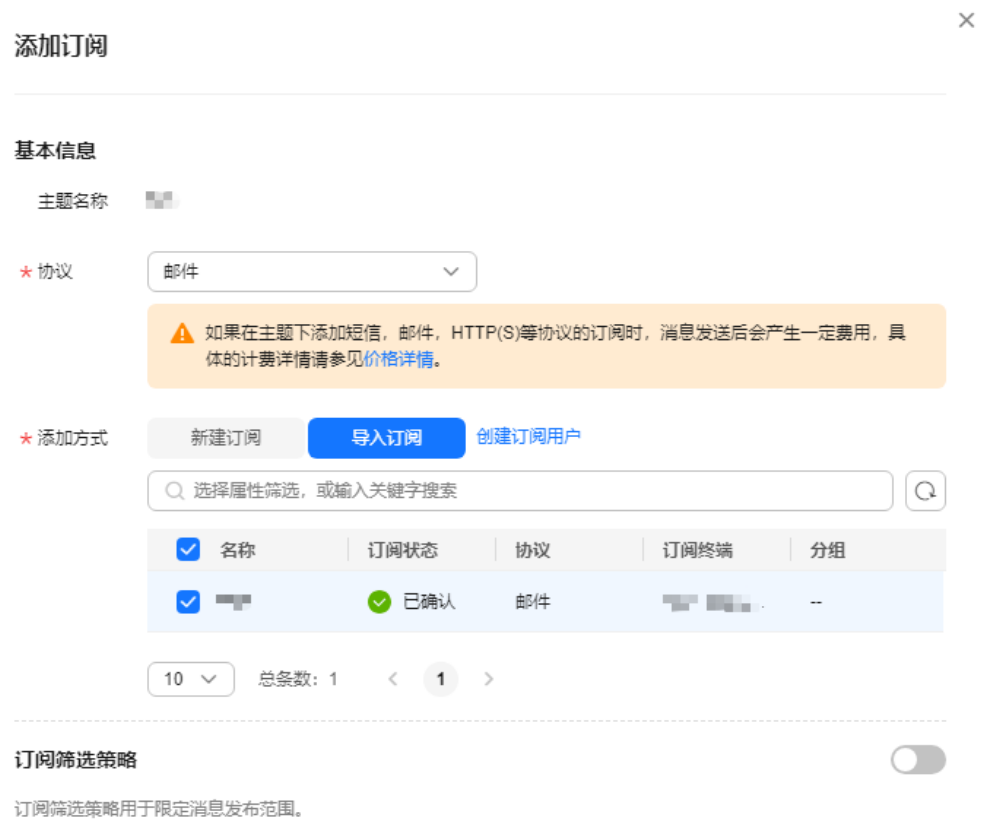 添加订阅
基本信息
主题名称
* 协议
邮件
如果在主题下添加短信，邮件，HTTP(S)等协议的订阅时，消息发送后会产生一定费用，具
体的计费详情请参见价格详情。
* 添加方式
新建订阅 导入订阅 创建订阅用户
选择属性筛选，或输入关键字搜索
名称 订阅状态 协议 订阅终端 分组
已确认 邮件 --
10 总条数：1 1
订阅筛选策略
订阅筛选策略用于限定消息发布范围。